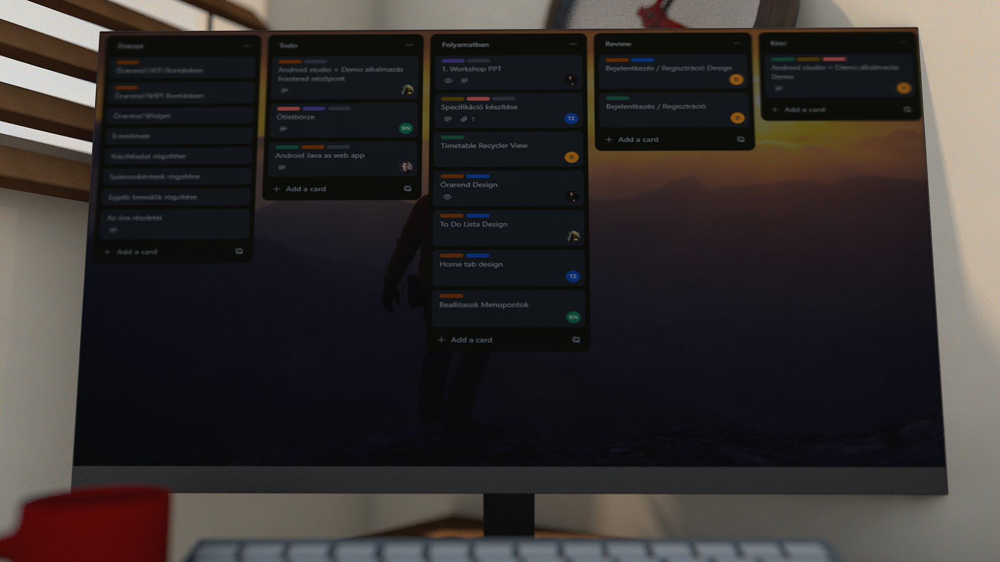 Órarend HETI Bontásban
Órarend NAPI Bontásban
Órarend Widget
Értesítések
Házifeladat rögzítése
Számonkérések rögzítése
Egyéb teendők rögzítése
Az óra részletei
+ Add a card
Todo
Android studio + Demo alkalmazás
frontend nézőpont
Ötletbörze
BN
Android Java as web app
+ Add a card
Folyamatban
1. Workshop PPT
Specifikáció készítése
1
TZ
Timetable Recycler View
D
Órarend Design
To Do Lista Design
Home tab design
TZ
Beallitasok Menupontok
BN
+ Add a card
Review
Bejelentkezés / Regisztráció Design
D
Bejelentkezés / Regisztráció
D
+ Add a card
Kész
Android studio + Demo alkalmazás
Demo
D
+ Add a card